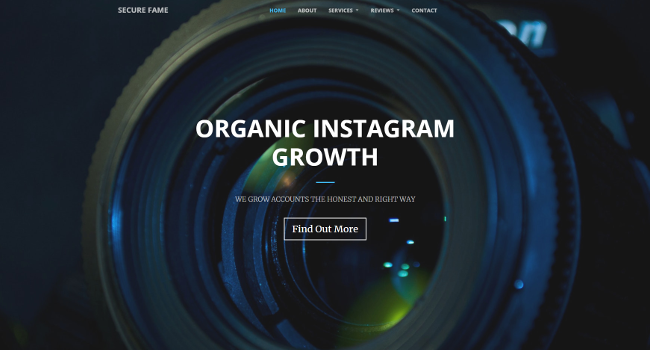 SECURE FAME
HOME ABOUT SERVICES REVIEWS CONTACT
ORGANIC INSTAGRAM
GROWTH
WE GROW ACCOUNTS THE HONEST AND RIGHT WAY
Find Out More